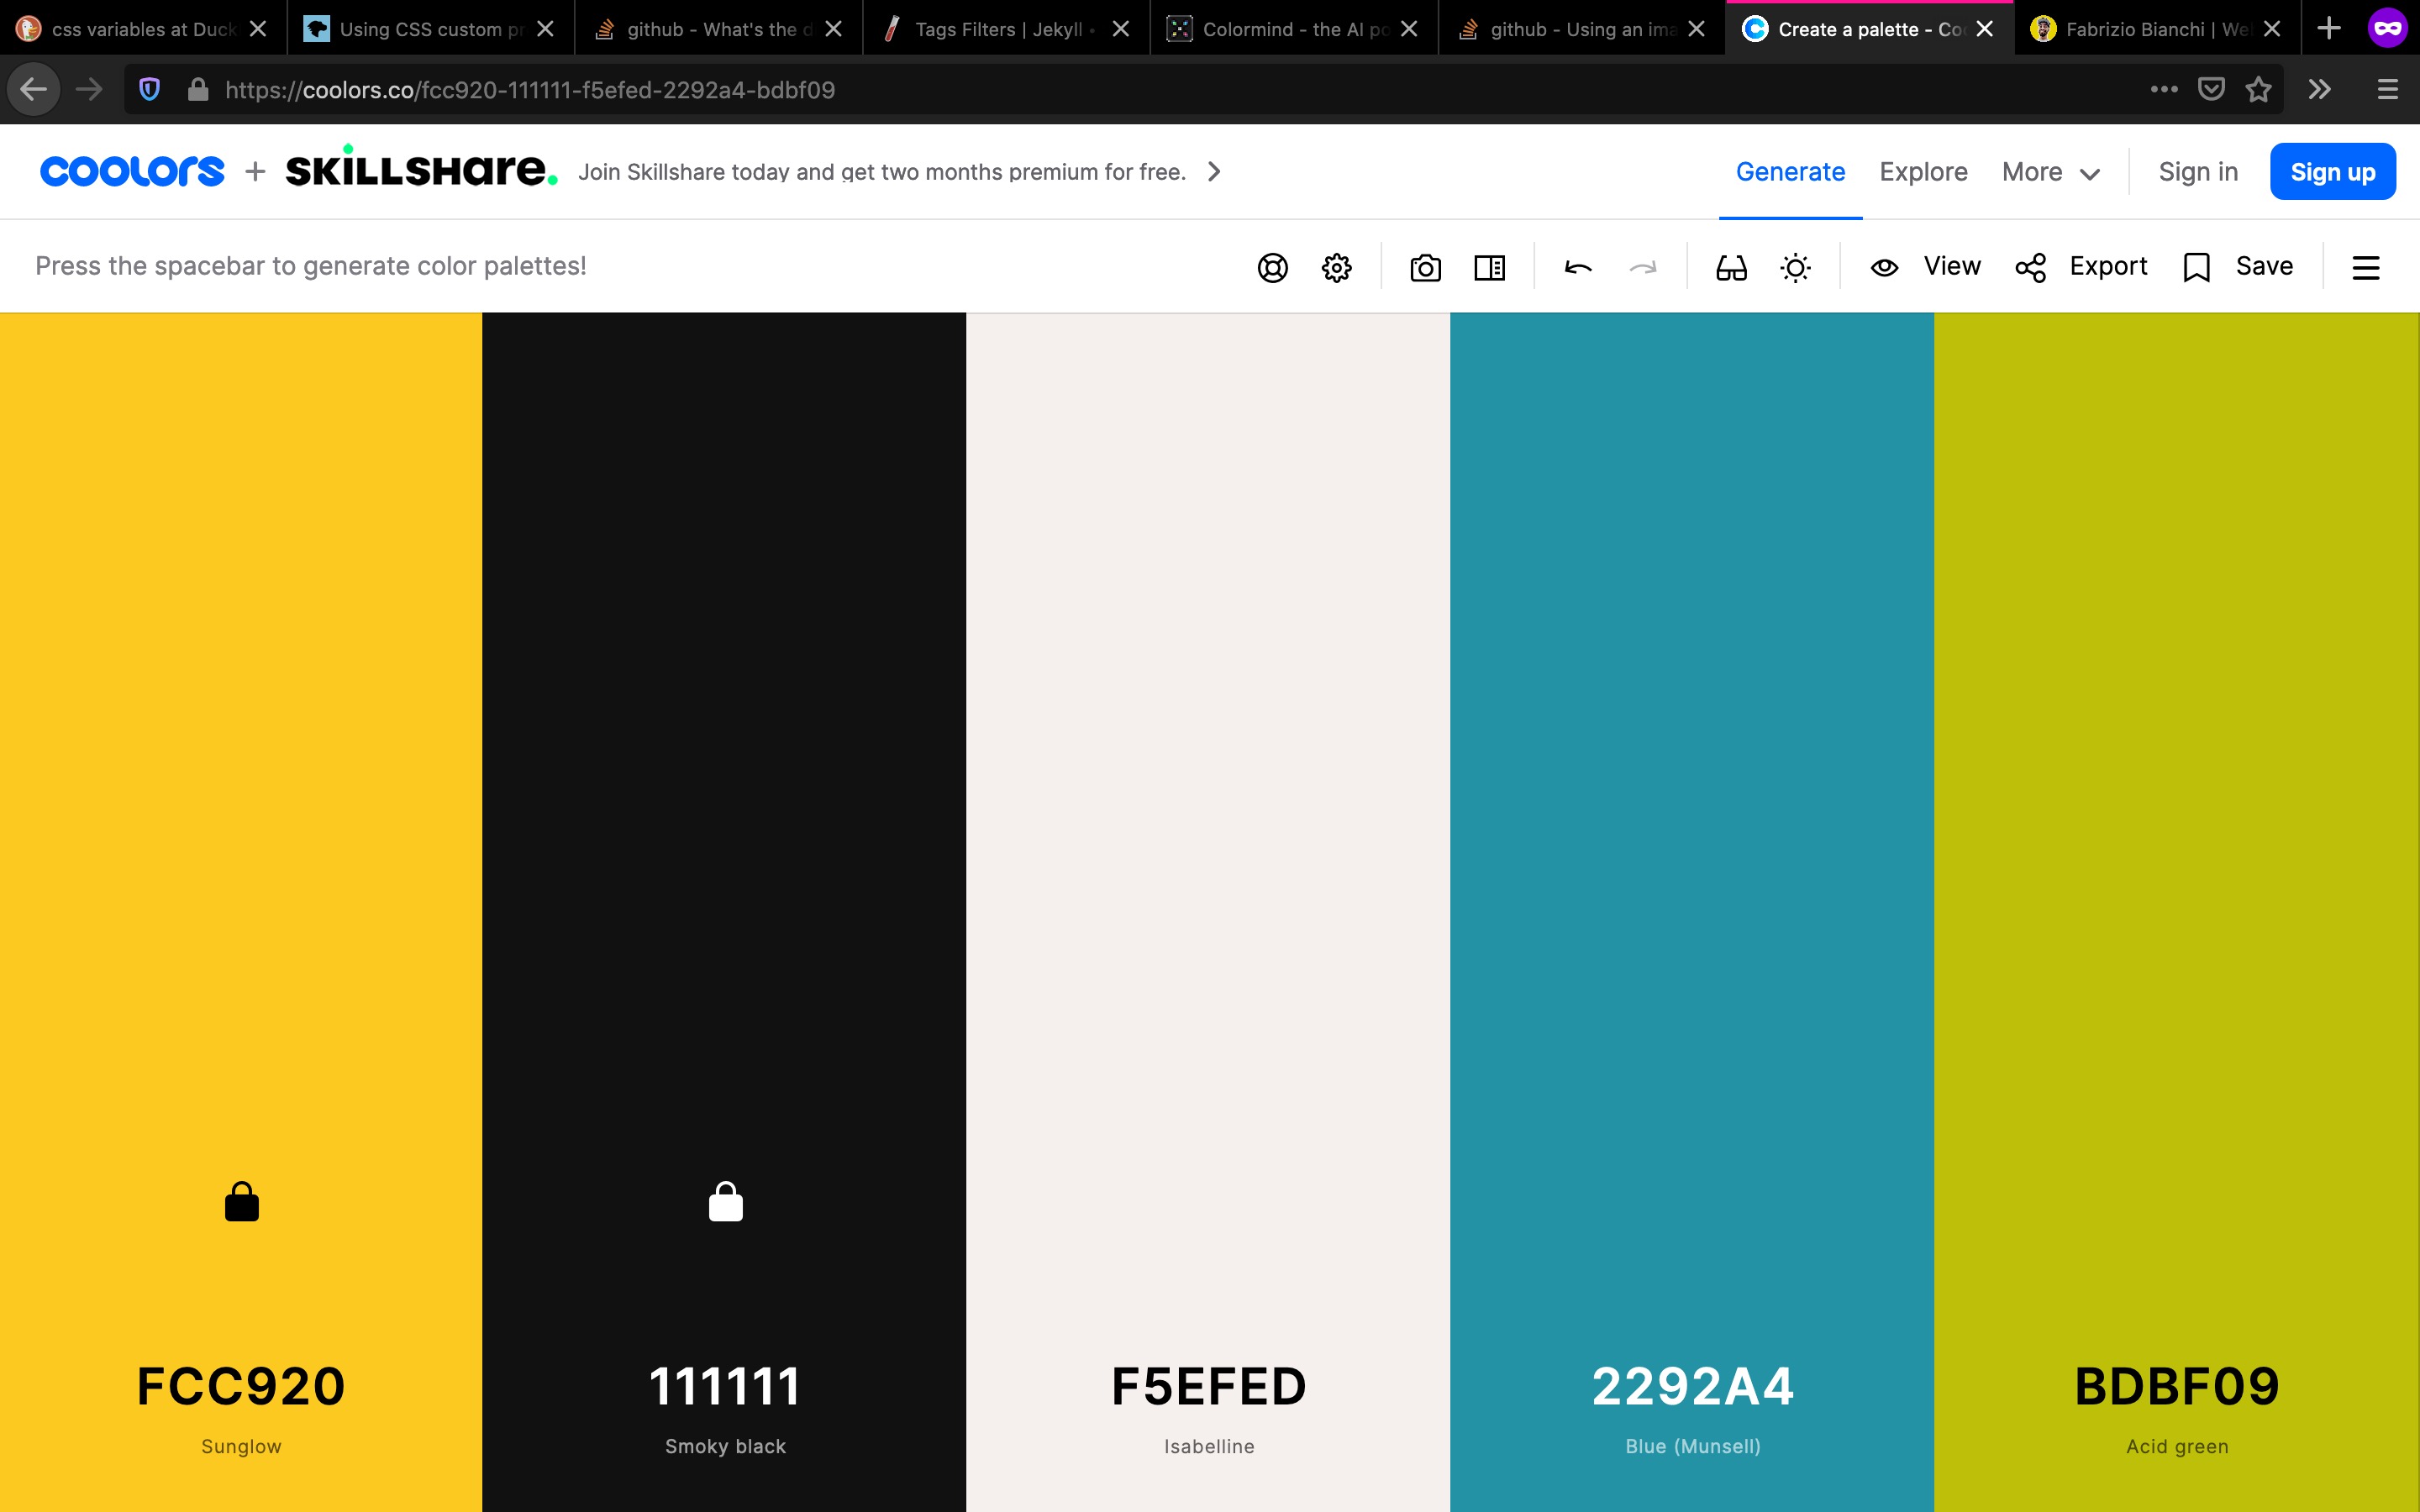 css variables at Duck
Using CSS custom pr
github - What's the d
Tags Filters | Jekyll •
Colormind - the AI po
github - Using an ima
Create a palette - Coo
Fabrizio Bianchi | We
https://coolors.co/fcc920-111111-f5efed-2292a4-bdbf09
coolors + SKILLSHARE. Join Skillshare today and get two months premium for free.
Generate Explore More Sign in Sign up
Press the spacebar to generate color palettes!
View Export Save
FCC920
Sunglow
111111
Smoky black
F5EFED
Isabelline
2292A4
Blue (Munsell)
BDBF09
Acid green